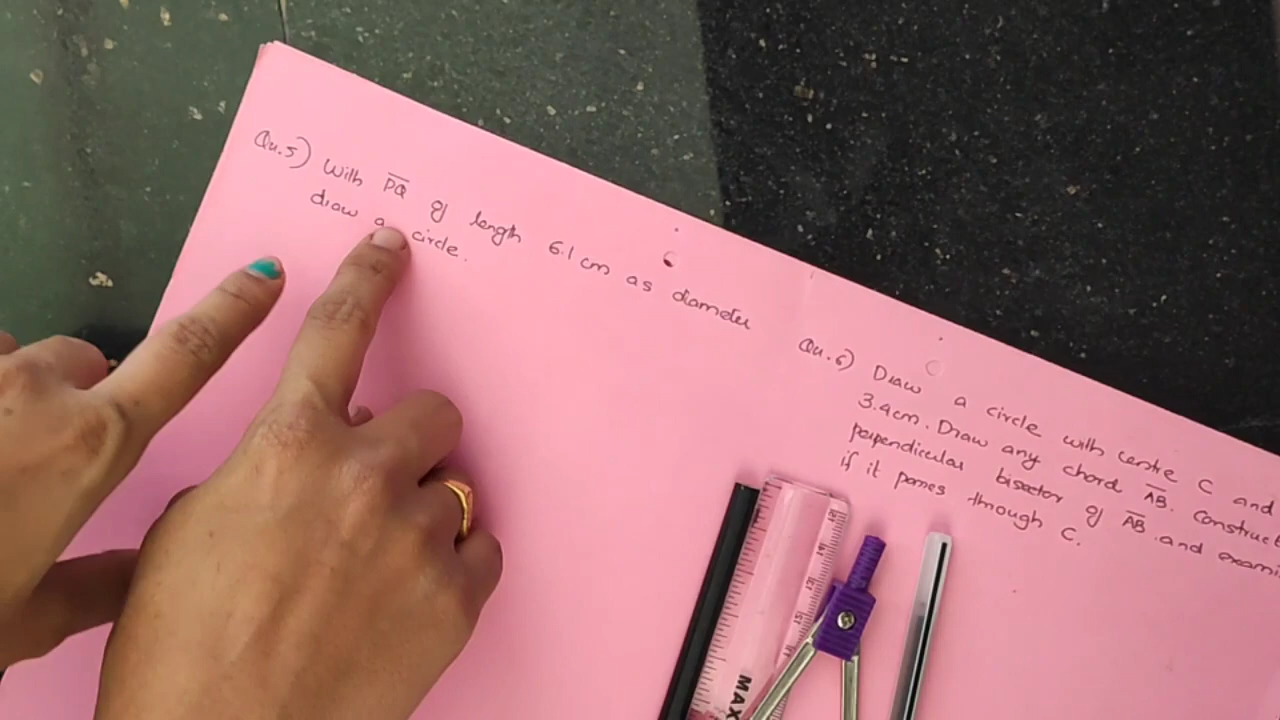 Qu.5) With PQ of length 6.1 cm as diameter
draw a circle.
Qu.6) Draw a circle with centre C and
3.4cm. Draw any chord AB. Construct
perpendicular bisector of AB and
if it passes through C.
MAX